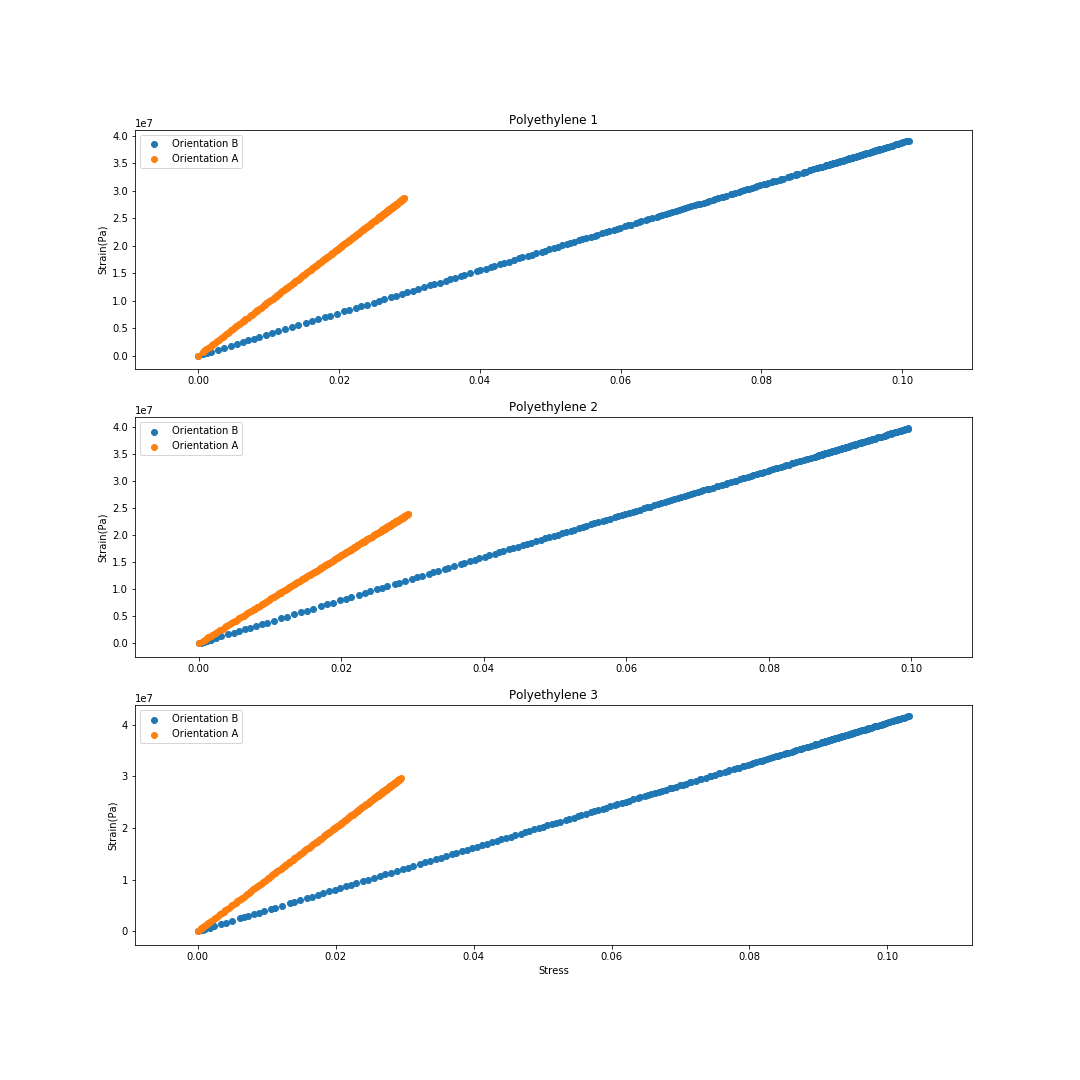 Polyethylene 1
1e7
4.0
3.5
3.0
2.5
2.0
1.5
1.0
0.5
0.0
Strain(Pa)
Orientation B
Orientation A
0.00 0.02 0.04 0.06 0.08 0.10
Polyethylene 2
1e7
4.0
3.5
3.0
2.5
2.0
1.5
1.0
0.5
0.0
Strain(Pa)
Orientation B
Orientation A
0.00 0.02 0.04 0.06 0.08 0.10
Polyethylene 3
1e7
4
3
2
1
0
Strain(Pa)
Orientation B
Orientation A
0.00 0.02 0.04 0.06 0.08 0.10
Stress